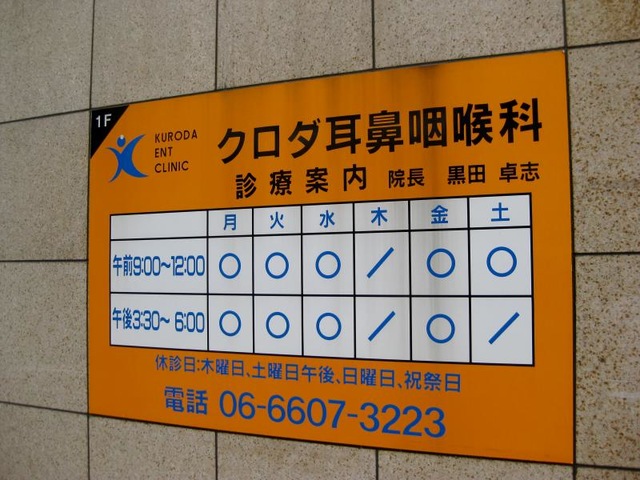 1F
KURODA
ENT
CLINIC
クロダ耳鼻咽喉科
診療案内 院長 黒田 卓志
月 火 水 木 金 土
午前9:00〜12:00 ○ ○ ○ / ○ ○
午後3:30〜6:00 ○ ○ ○ / ○ /
休診日:木曜日、土曜日午後、日曜日、祝祭日
電話 06-6607-3223